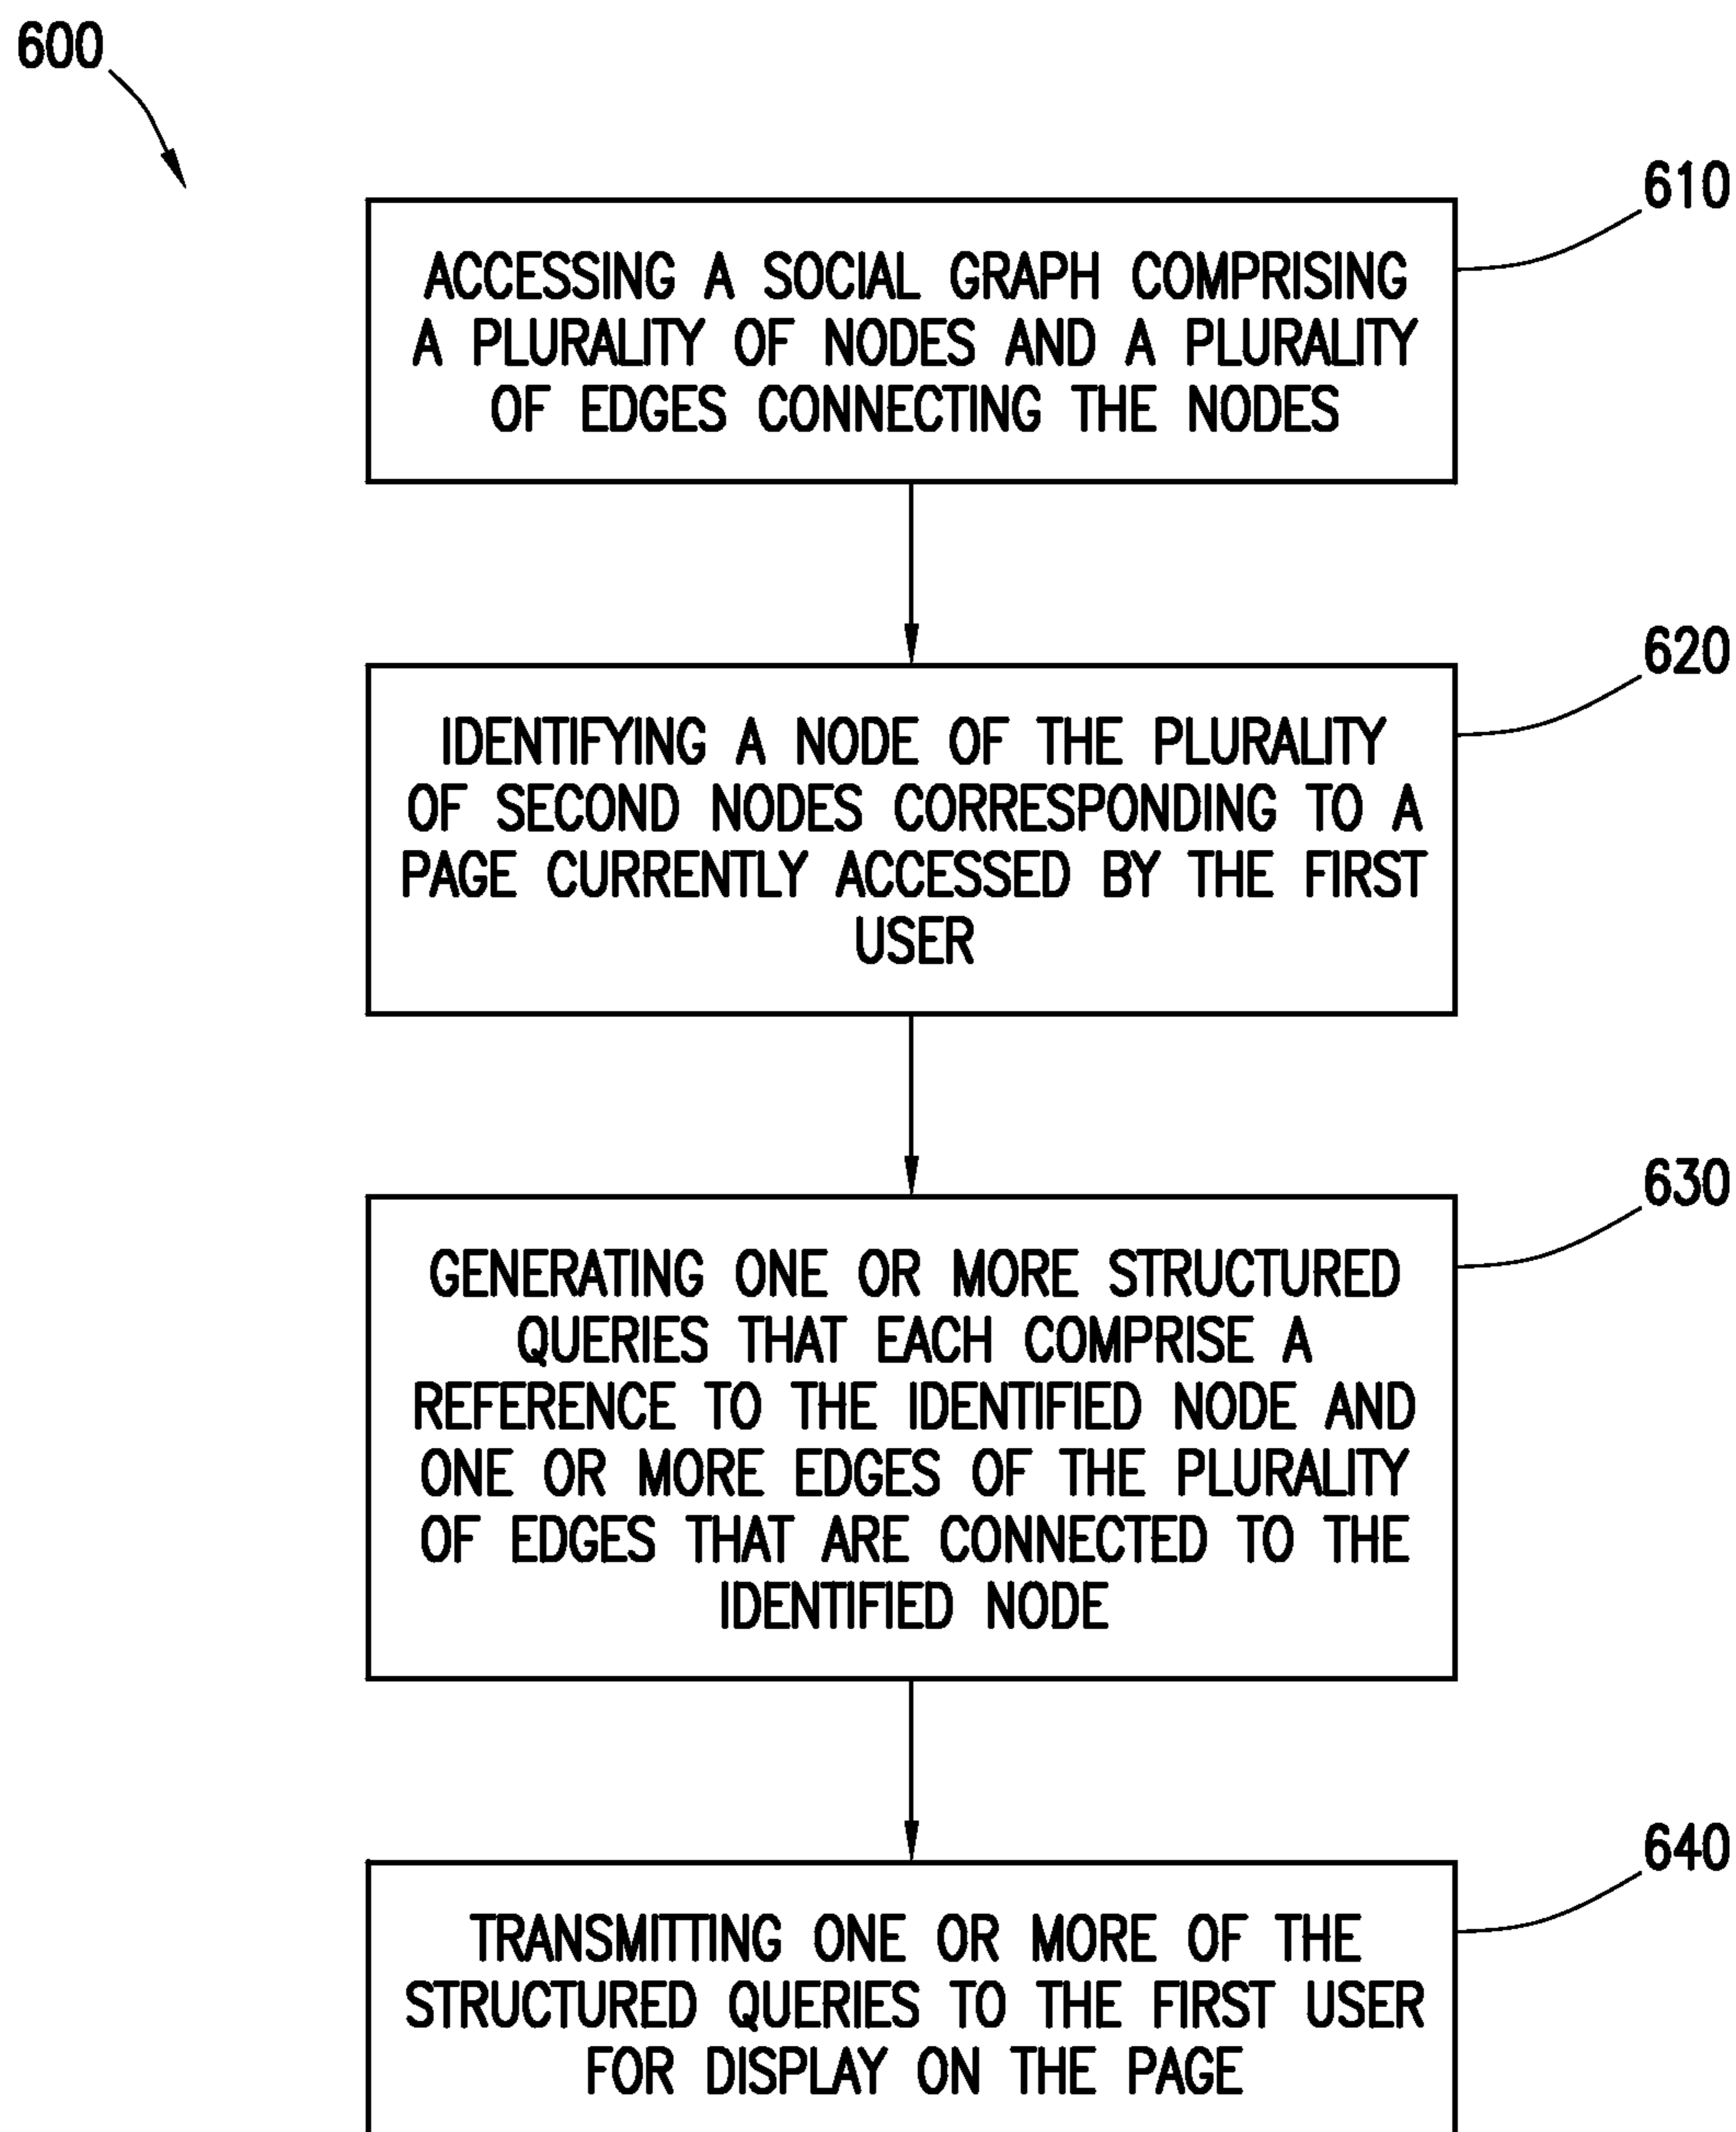 600
610
ACCESSING A SOCIAL GRAPH COMPRISING
A PLURALITY OF NODES AND A PLURALITY
OF EDGES CONNECTING THE NODES
620
IDENTIFYING A NODE OF THE PLURALITY
OF SECOND NODES CORRESPONDING TO A
PAGE CURRENTLY ACCESSED BY THE FIRST
USER
630
GENERATING ONE OR MORE STRUCTURED
QUERIES THAT EACH COMPRISE A
REFERENCE TO THE IDENTIFIED NODE AND
ONE OR MORE EDGES OF THE PLURALITY
OF EDGES THAT ARE CONNECTED TO THE
IDENTIFIED NODE
640
TRANSMITTING ONE OR MORE OF THE
STRUCTURED QUERIES TO THE FIRST USER
FOR DISPLAY ON THE PAGE